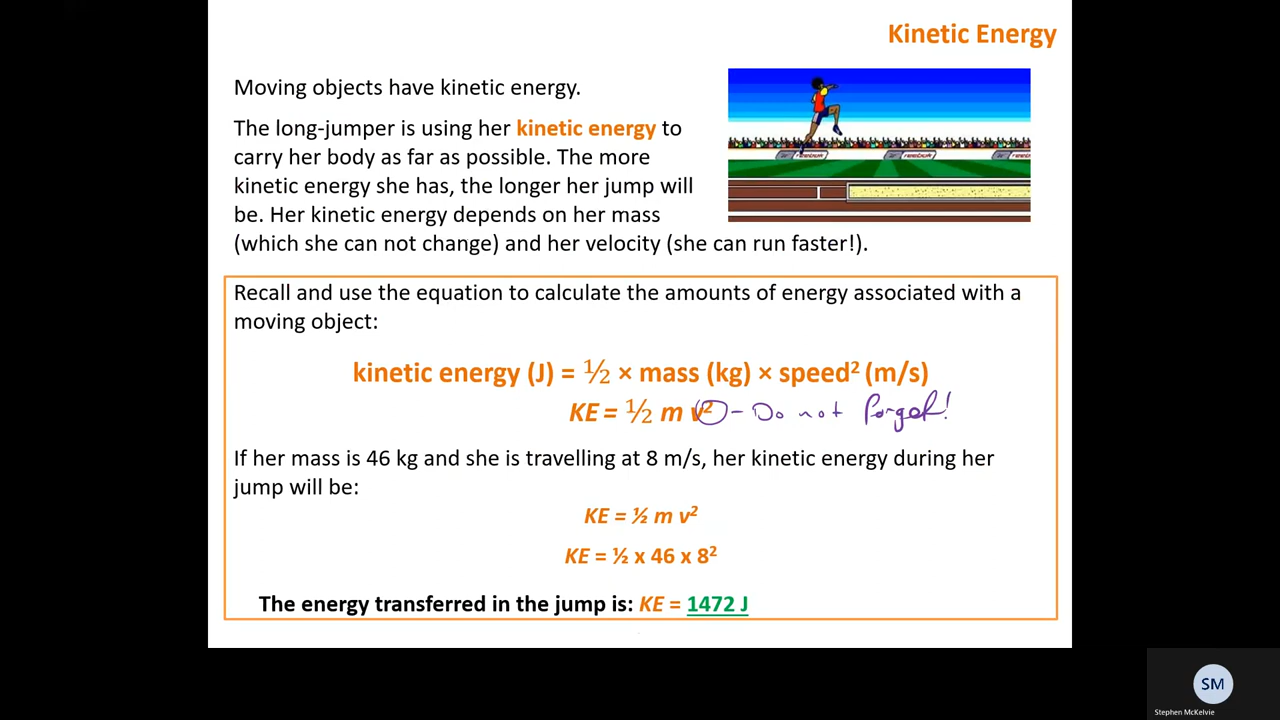 Kinetic Energy
Moving objects have kinetic energy.
The long-jumper is using her kinetic energy to
carry her body as far as possible. The more
kinetic energy she has, the longer her jump will
be. Her kinetic energy depends on her mass
(which she can not change) and her velocity (she can run faster!).
Recall and use the equation to calculate the amounts of energy associated with a
moving object:
kinetic energy (J) = ½ × mass (kg) × speed² (m/s)
KE = ½ m v² - Do not forget!
If her mass is 46 kg and she is travelling at 8 m/s, her kinetic energy during her
jump will be:
KE = ½ m v²
KE = ½ x 46 x 8²
The energy transferred in the jump is: KE = 1472 J
SM
Stephen McKelvie